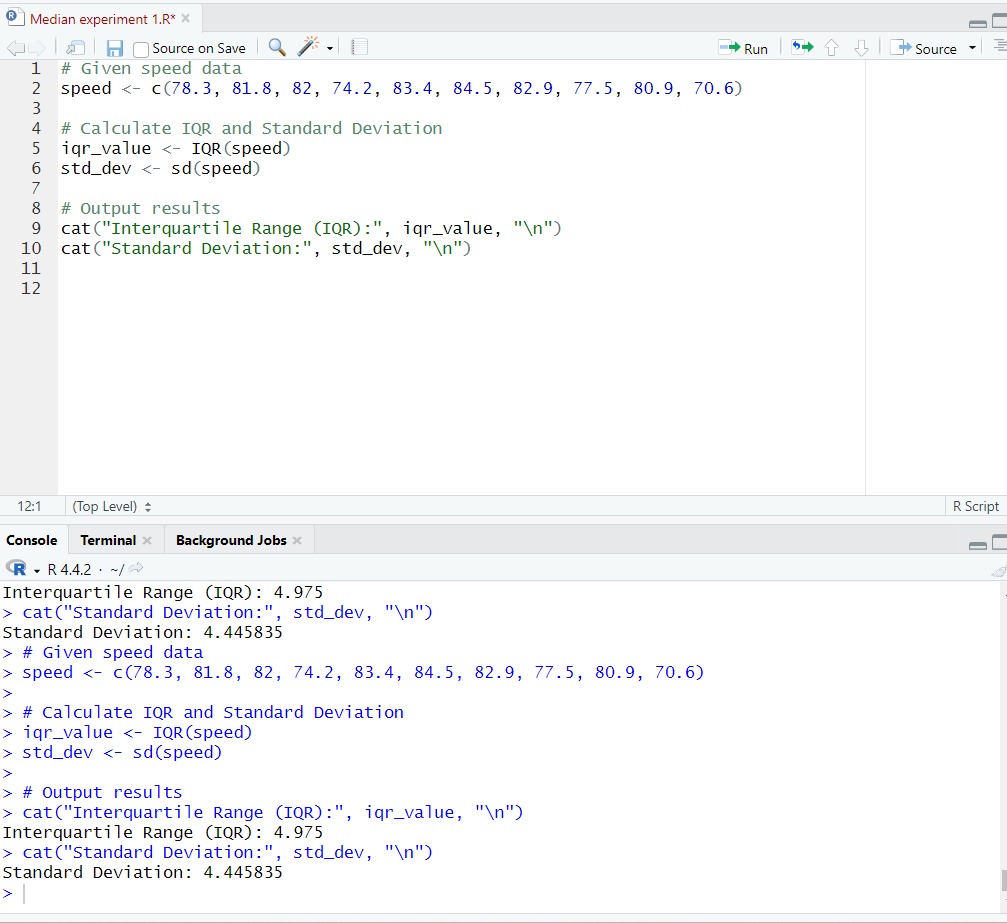 Median experiment 1.R*
Source on Save Run Source
1 # Given speed data
2 speed <- c(78.3, 81.8, 82, 74.2, 83.4, 84.5, 82.9, 77.5, 80.9, 70.6)
3
4 # Calculate IQR and Standard Deviation
5 iqr_value <- IQR(speed)
6 std_dev <- sd(speed)
7
8 # Output results
9 cat("Interquartile Range (IQR):", iqr_value, "\n")
10 cat("Standard Deviation:", std_dev, "\n")
11
12
12:1 (Top Level) R Script
Console Terminal Background Jobs
R R 4.4.2 · ~/
Interquartile Range (IQR): 4.975
> cat("Standard Deviation:", std_dev, "\n")
Standard Deviation: 4.445835
> # Given speed data
> speed <- c(78.3, 81.8, 82, 74.2, 83.4, 84.5, 82.9, 77.5, 80.9, 70.6)
>
> # Calculate IQR and Standard Deviation
> iqr_value <- IQR(speed)
> std_dev <- sd(speed)
>
> # Output results
> cat("Interquartile Range (IQR):", iqr_value, "\n")
Interquartile Range (IQR): 4.975
> cat("Standard Deviation:", std_dev, "\n")
Standard Deviation: 4.445835
>